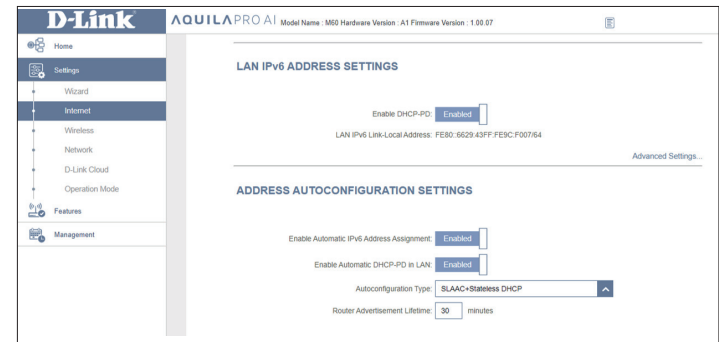 D-Link
AQUILA PRO AI Model Name : M60 Hardware Version : A1 Firmware Version : 1.00.07
Home
Settings
Wizard
Internet
Wireless
Network
D-Link Cloud
Operation Mode
Features
Management
LAN IPv6 ADDRESS SETTINGS
Enable DHCP-PD: Enabled
LAN IPv6 Link-Local Address: FE80::6629:43FF:FE9C:F007/64
Advanced Settings...
ADDRESS AUTOCONFIGURATION SETTINGS
Enable Automatic IPv6 Address Assignment: Enabled
Enable Automatic DHCP-PD in LAN: Enabled
Autoconfiguration Type: SLAAC+Stateless DHCP
Router Advertisement Lifetime: 30 minutes